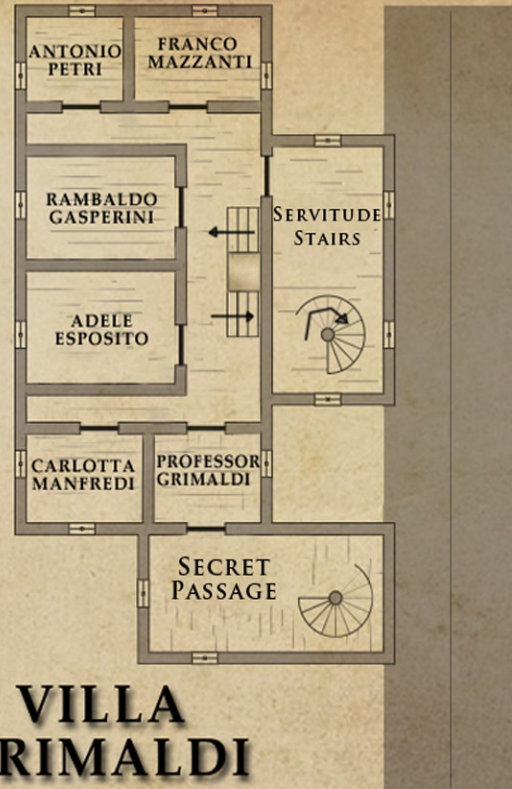 ANTONIO
PETRI
FRANCO
MAZZANTI
RAMBALDO
GASPERINI
SERVITUDE
STAIRS
ADELE
ESPOSITO
CARLOTTA
MANFREDI
PROFESSOR
GRIMALDI
SECRET
PASSAGE
VILLA
RIMALDI